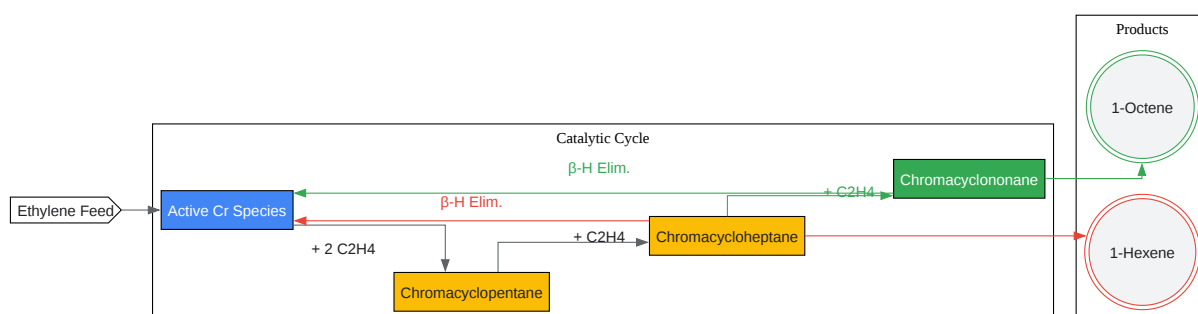 Products
1-Octene
Catalytic Cycle
β-H Elim.
Chromacyclononane
+ C2H4
Ethylene Feed
Active Cr Species
β-H Elim.
+ 2 C2H4
+ C2H4
Chromacycloheptane
1-Hexene
Chromacyclopentane